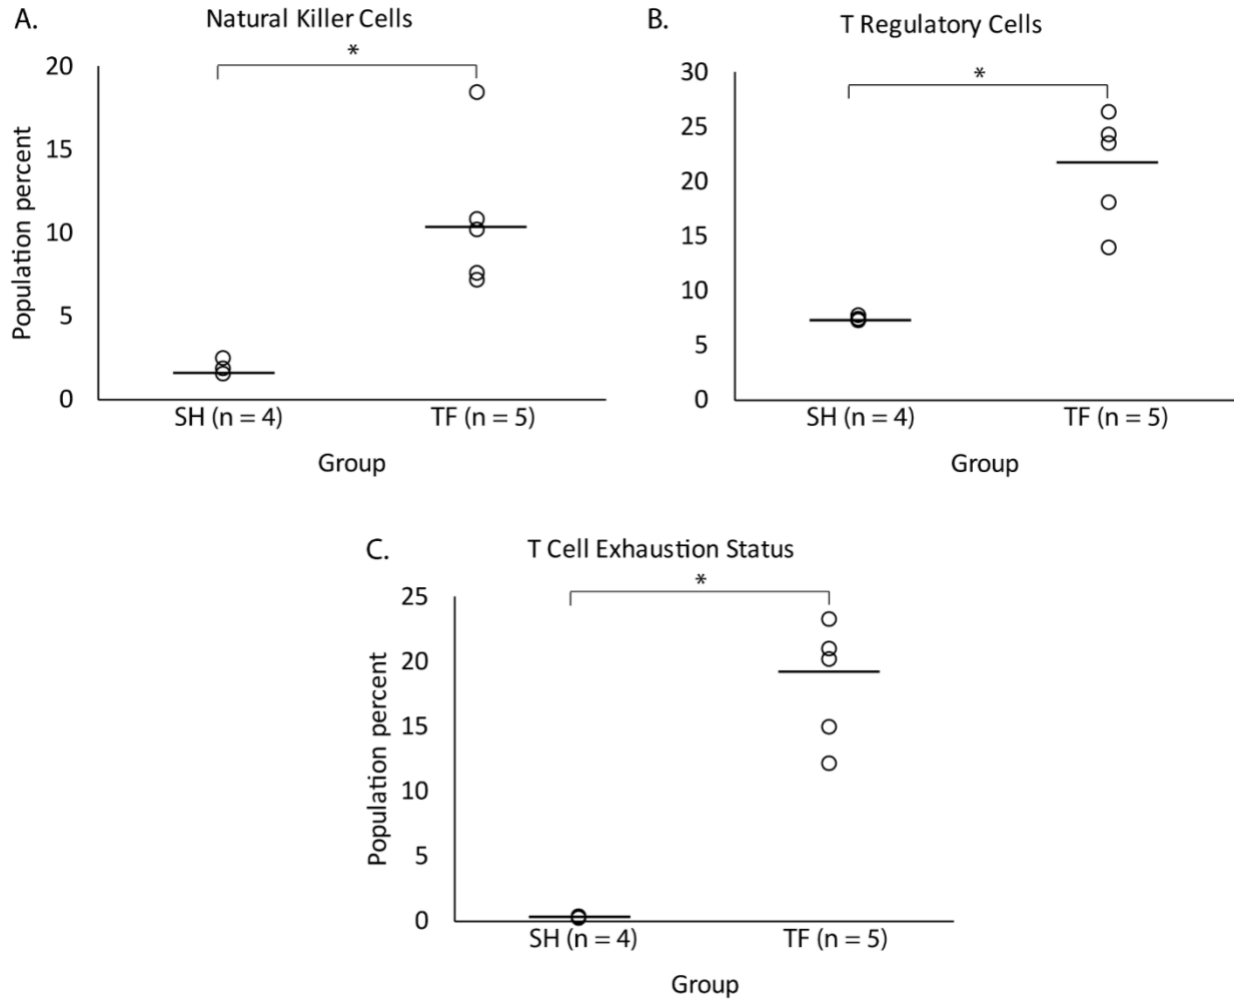 A.
Natural Killer Cells
*
20
15
10
5
0
Population percent
SH (n = 4)
TF (n = 5)
Group
B.
T Regulatory Cells
*
30
25
20
15
10
5
0
SH (n = 4)
TF (n = 5)
Group
C.
T Cell Exhaustion Status
*
25
20
15
10
5
0
Population percent
SH (n = 4)
TF (n = 5)
Group